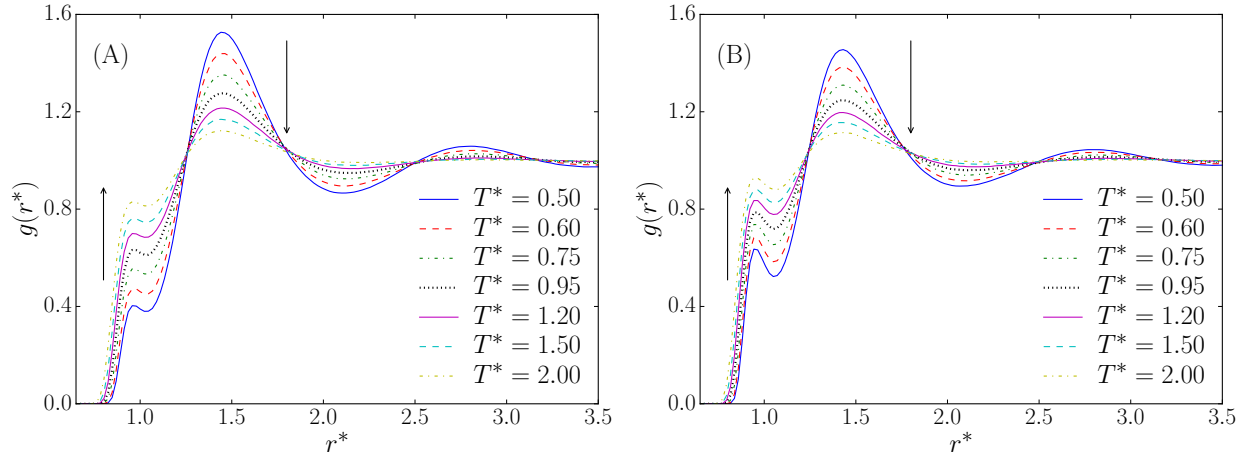 1.6
1.2
0.8
0.4
0.0
g(r*)
(A)
T* = 0.50
T* = 0.60
T* = 0.75
T* = 0.95
T* = 1.20
T* = 1.50
T* = 2.00
1.0 1.5 2.0 2.5 3.0 3.5
r*
1.6
1.2
0.8
0.4
0.0
g(r*)
(B)
T* = 0.50
T* = 0.60
T* = 0.75
T* = 0.95
T* = 1.20
T* = 1.50
T* = 2.00
1.0 1.5 2.0 2.5 3.0 3.5
r*